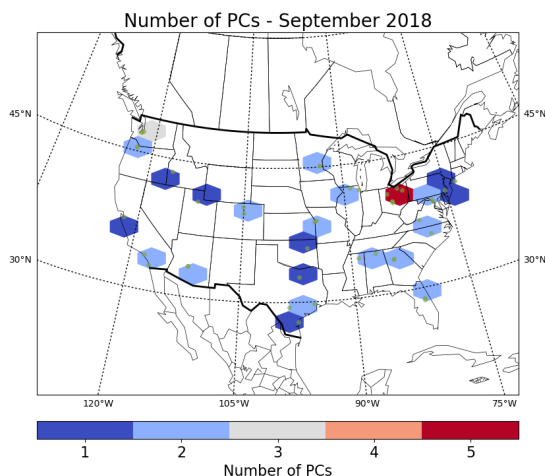 Number of PCs - September 2018
45°N 45°N
30°N 30°N
120°W 105°W 90°W 75°W
1 2 3 4 5
Number of PCs